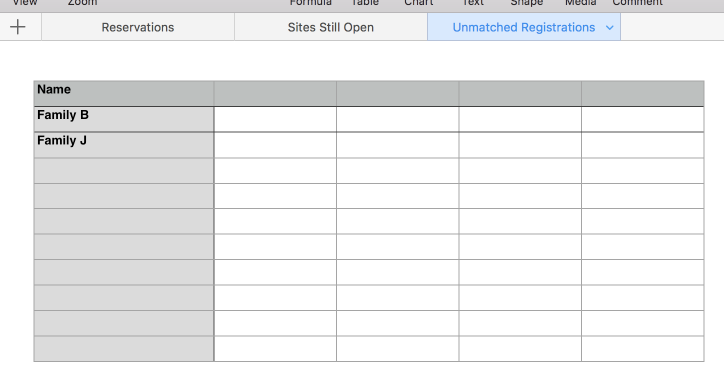 View Zoom Formula Table Chart Text Shape Media Comment
Reservations Sites Still Open Unmatched Registrations
Name
Family B
Family J